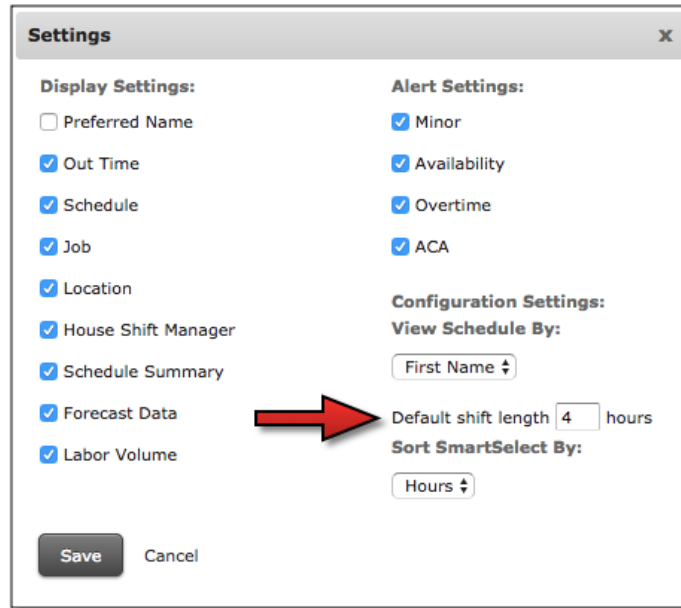 Settings
x
Display Settings:
Preferred Name
Out Time
Schedule
Job
Location
House Shift Manager
Schedule Summary
Forecast Data
Labor Volume
Alert Settings:
Minor
Availability
Overtime
ACA
Configuration Settings:
View Schedule By:
First Name
Default shift length 4 hours
Sort SmartSelect By:
Hours
Save Cancel